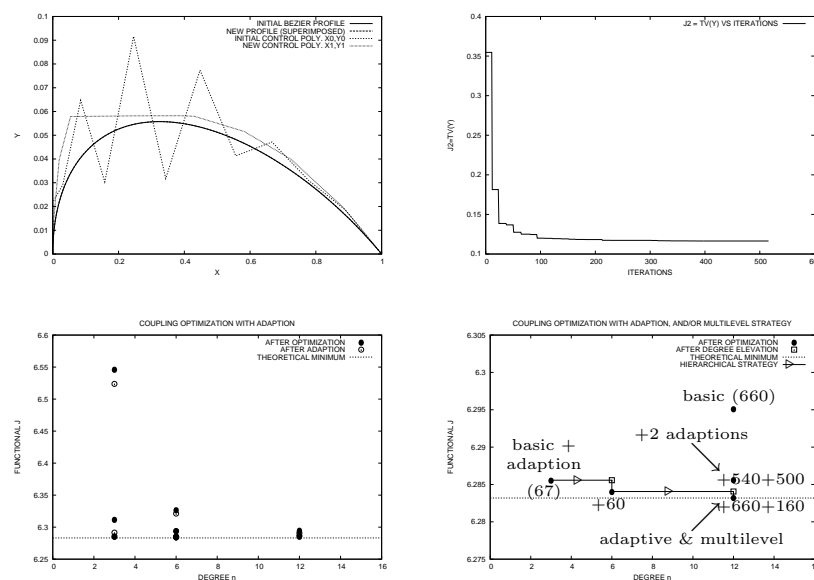 0.1
0.09
0.08
0.07
0.06
0.05
0.04
0.03
0.02
0.01
0
Y
0
0.2
0.4
0.6
0.8
1
X
INITIAL BEZIER PROFILE
NEW PROFILE (SUPERIMPOSED)
INITIAL CONTROL POLY. X0,Y0
NEW CONTROL POLY. X1,Y1
0.4
0.35
0.3
0.25
0.2
0.15
0.1
J2=TV(Y)
0
100
200
300
400
500
600
ITERATIONS
J2 = TV(Y) VS ITERATIONS
COUPLING OPTIMIZATION WITH ADAPTION
6.6
6.55
6.5
6.45
6.4
6.35
6.3
6.25
FUNCTIONAL J
0
2
4
6
8
10
12
14
16
DEGREE n
AFTER OPTIMIZATION
AFTER ADAPTION
THEORETICAL MINIMUM
COUPLING OPTIMIZATION WITH ADAPTION, AND/OR MULTILEVEL STRATEGY
6.305
6.3
6.295
6.29
6.285
6.28
6.275
FUNCTIONAL J
0
2
4
6
8
10
12
14
16
DEGREE n
AFTER OPTIMIZATION
AFTER DEGREE ELEVATION
THEORETICAL MINIMUM
HIERARCHICAL STRATEGY
basic (660)
+2 adaptions
basic +
adaption
(67)
+60
+540+500
+660+160
adaptive & multilevel